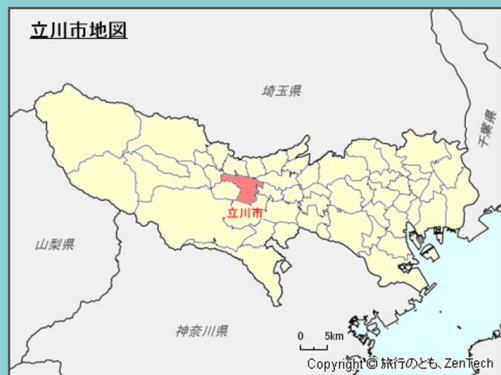 立川市地図
埼玉県
千葉県
立川市
山梨県
神奈川県
0 5km
Copyright © 旅行のとも、ZenTech